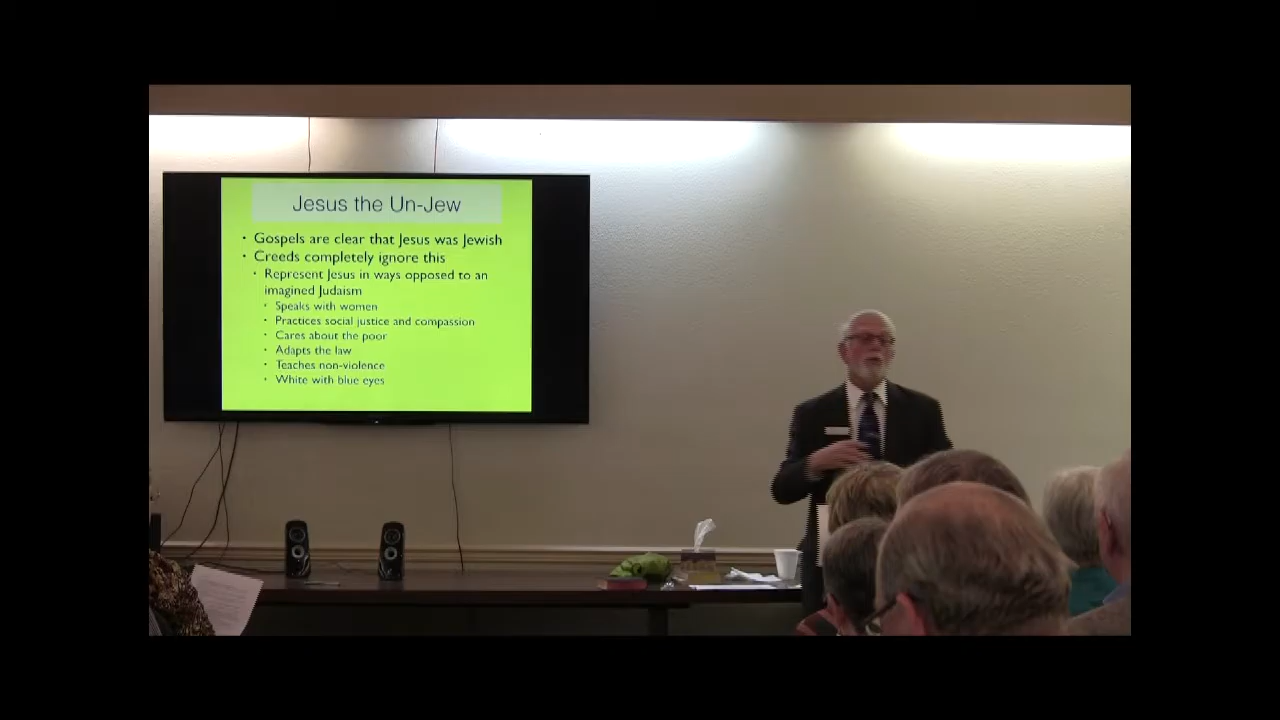 Jesus the Un-Jew
• Gospels are clear that Jesus was Jewish
• Creeds completely ignore this
• Represent Jesus in ways opposed to an
imagined Judaism
• Speaks with women
• Practices social justice and compassion
• Cares about the poor
• Adapts the law
• Teaches non-violence
• White with blue eyes